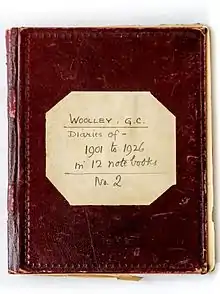 WOOLLEY, G.C.
Diaries of -
1901 to 1926
in 12 note books
No. 2